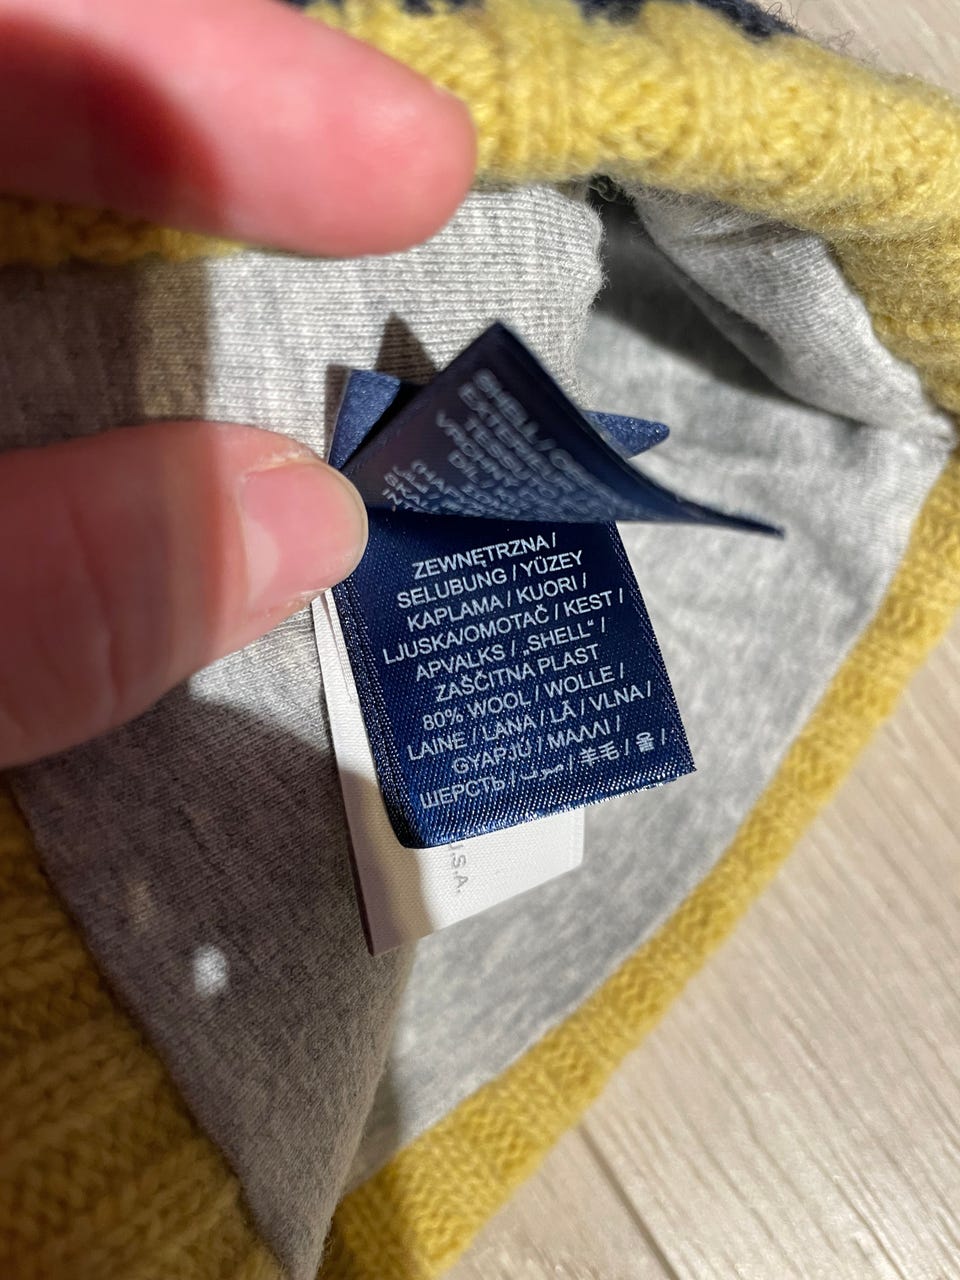 SHELL/
ZEWNĘTRZNA /
SELUBUNG / YÜZEY
KAPLAMA / KUORI /
LJUSKA/OMOTAČ / KEST /
APVALKS / „SHELL“ /
ZAŠČITNA PLAST
80% WOOL / WOLLE /
LAINE / LANA / LÃ / VLNA /
GYAPJÚ / ΜΑΛΛΙ /
ШЕРСТЬ / صوف / 羊毛 / 울 /
U.S.A.